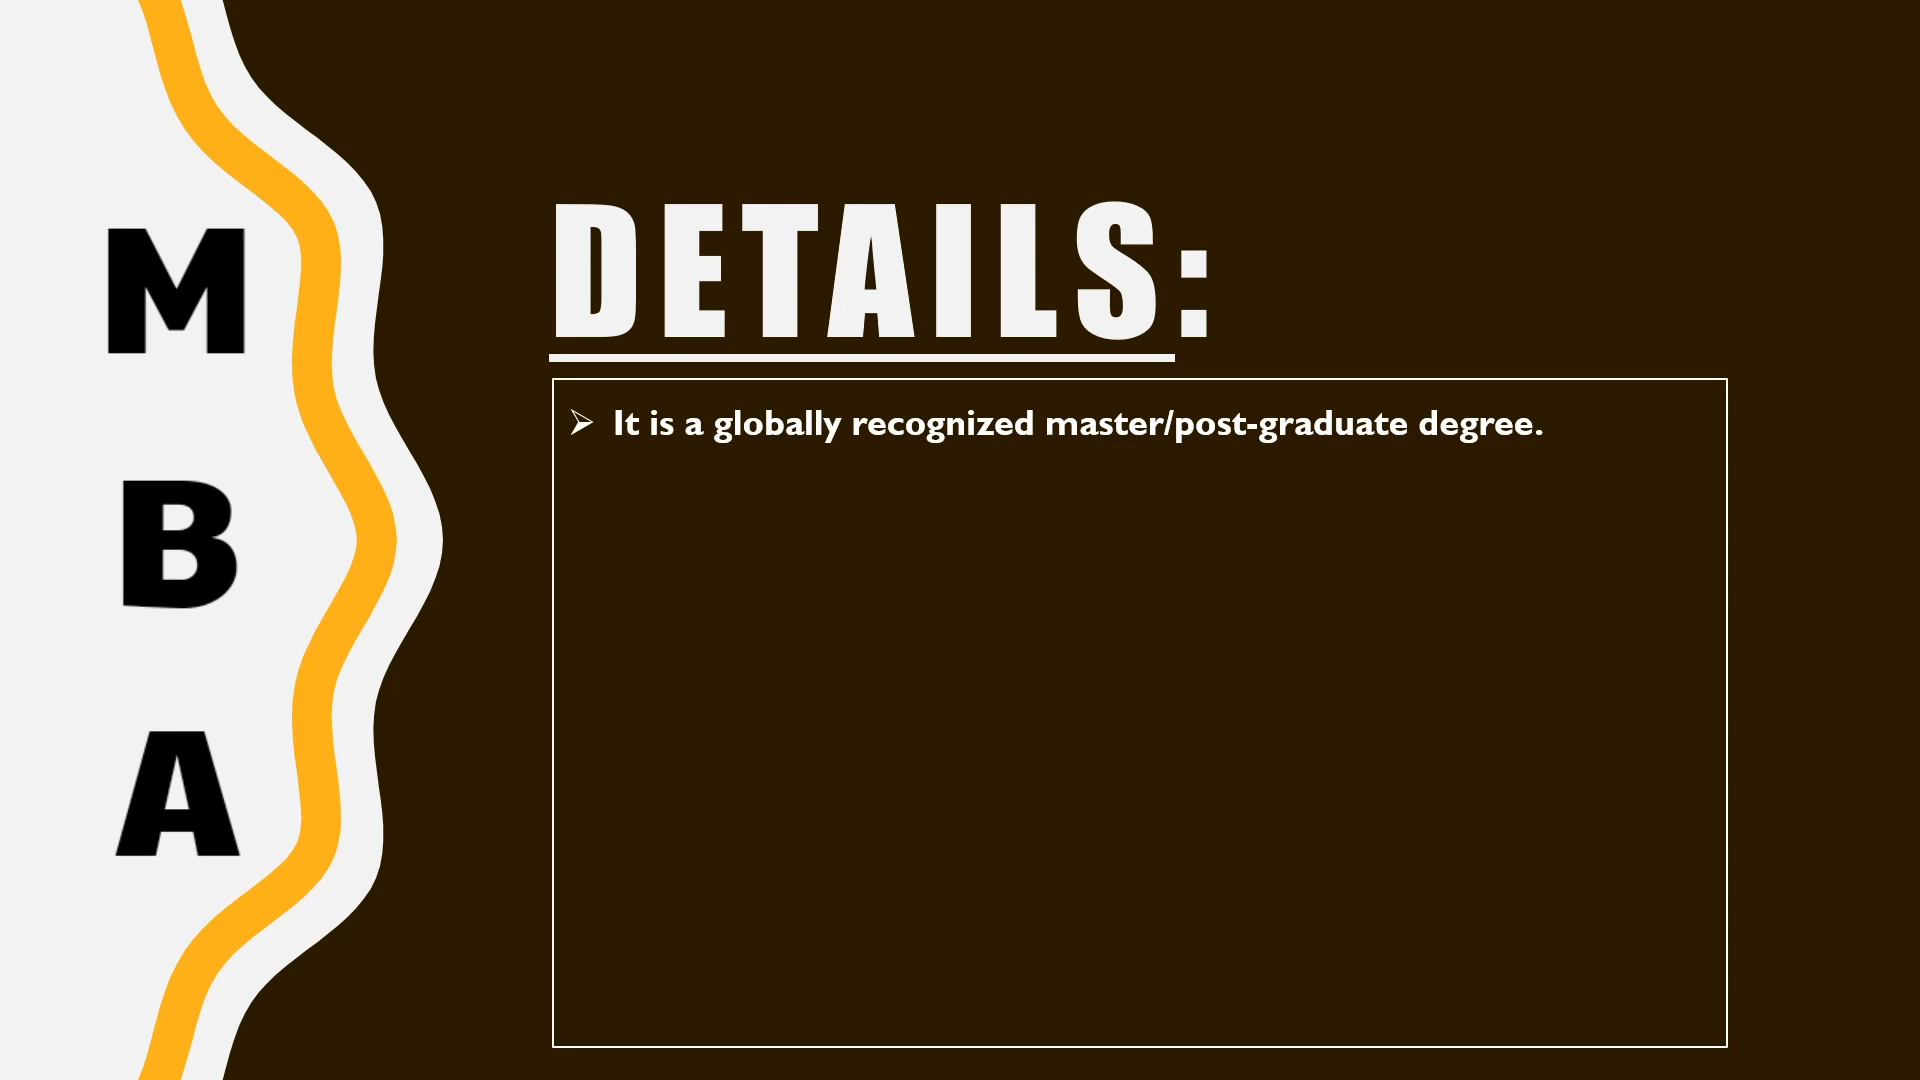 M
B
A
DETAILS:
➢ It is a globally recognized master/post-graduate degree.